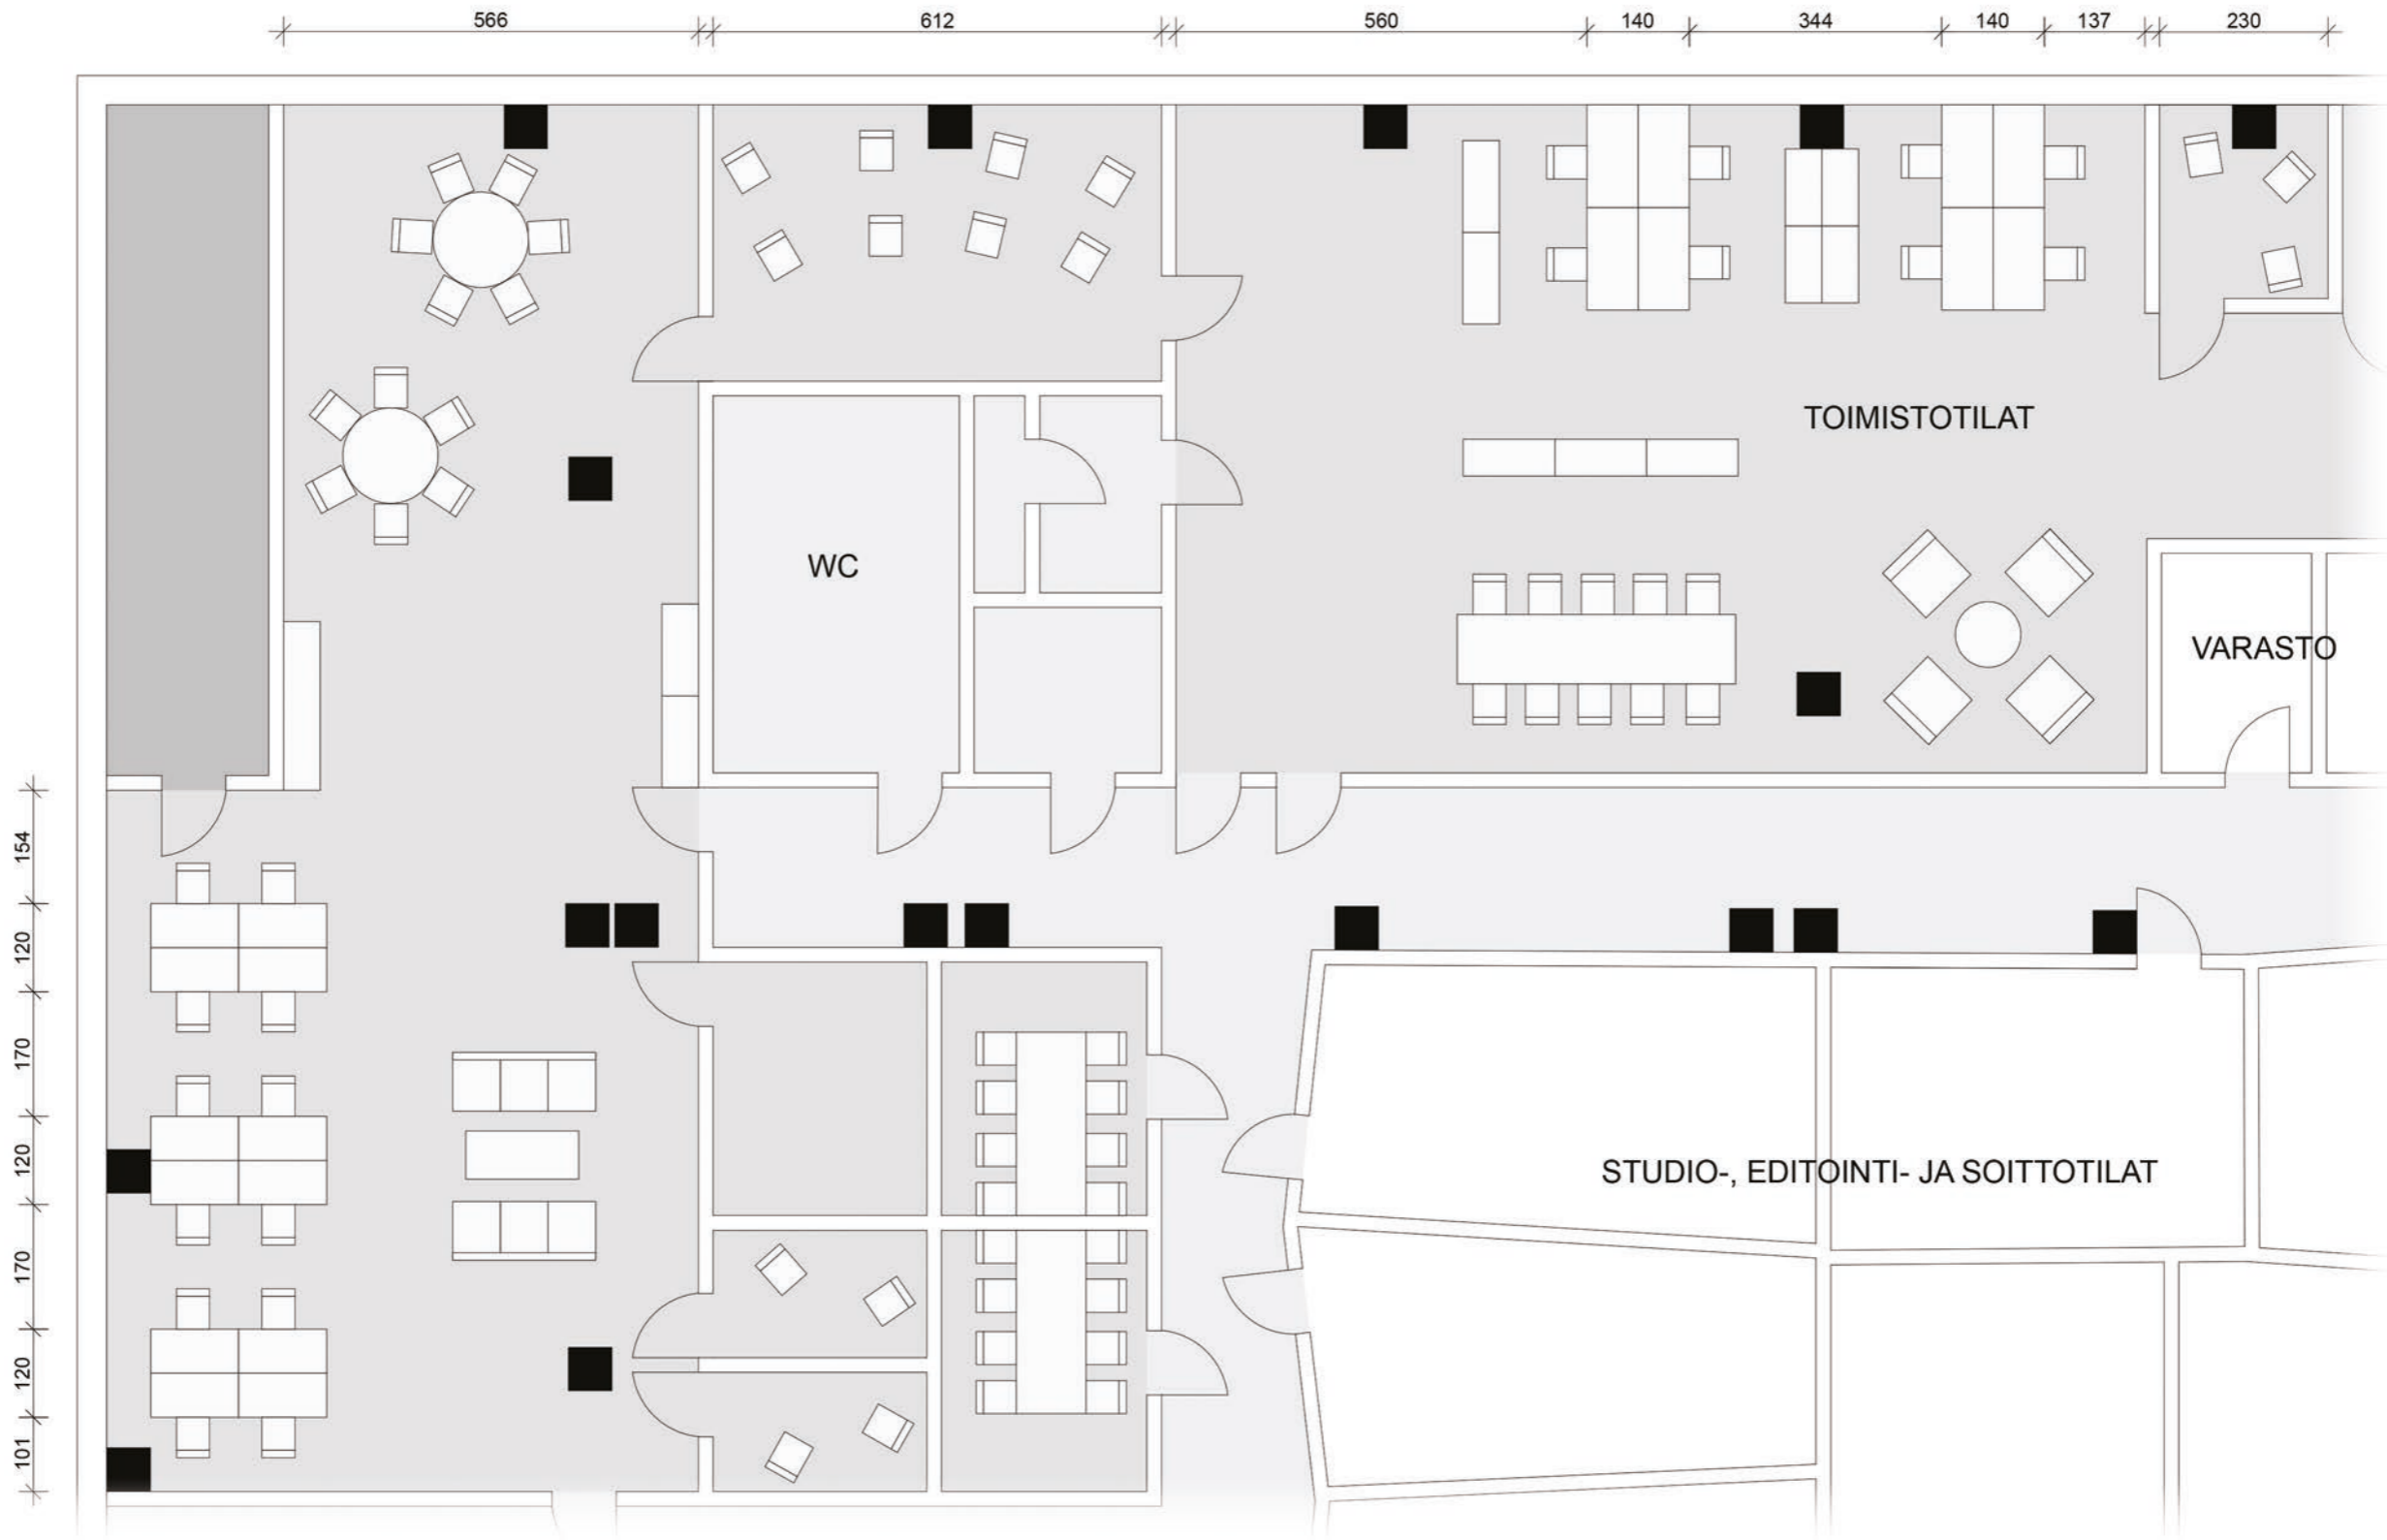 566 612 560 140 344 140 137 230
TOIMISTOTILAT
WC
VARASTO
154
120
170
120
170
120
101
STUDIO-, EDITOINTI- JA SOITTOTILAT